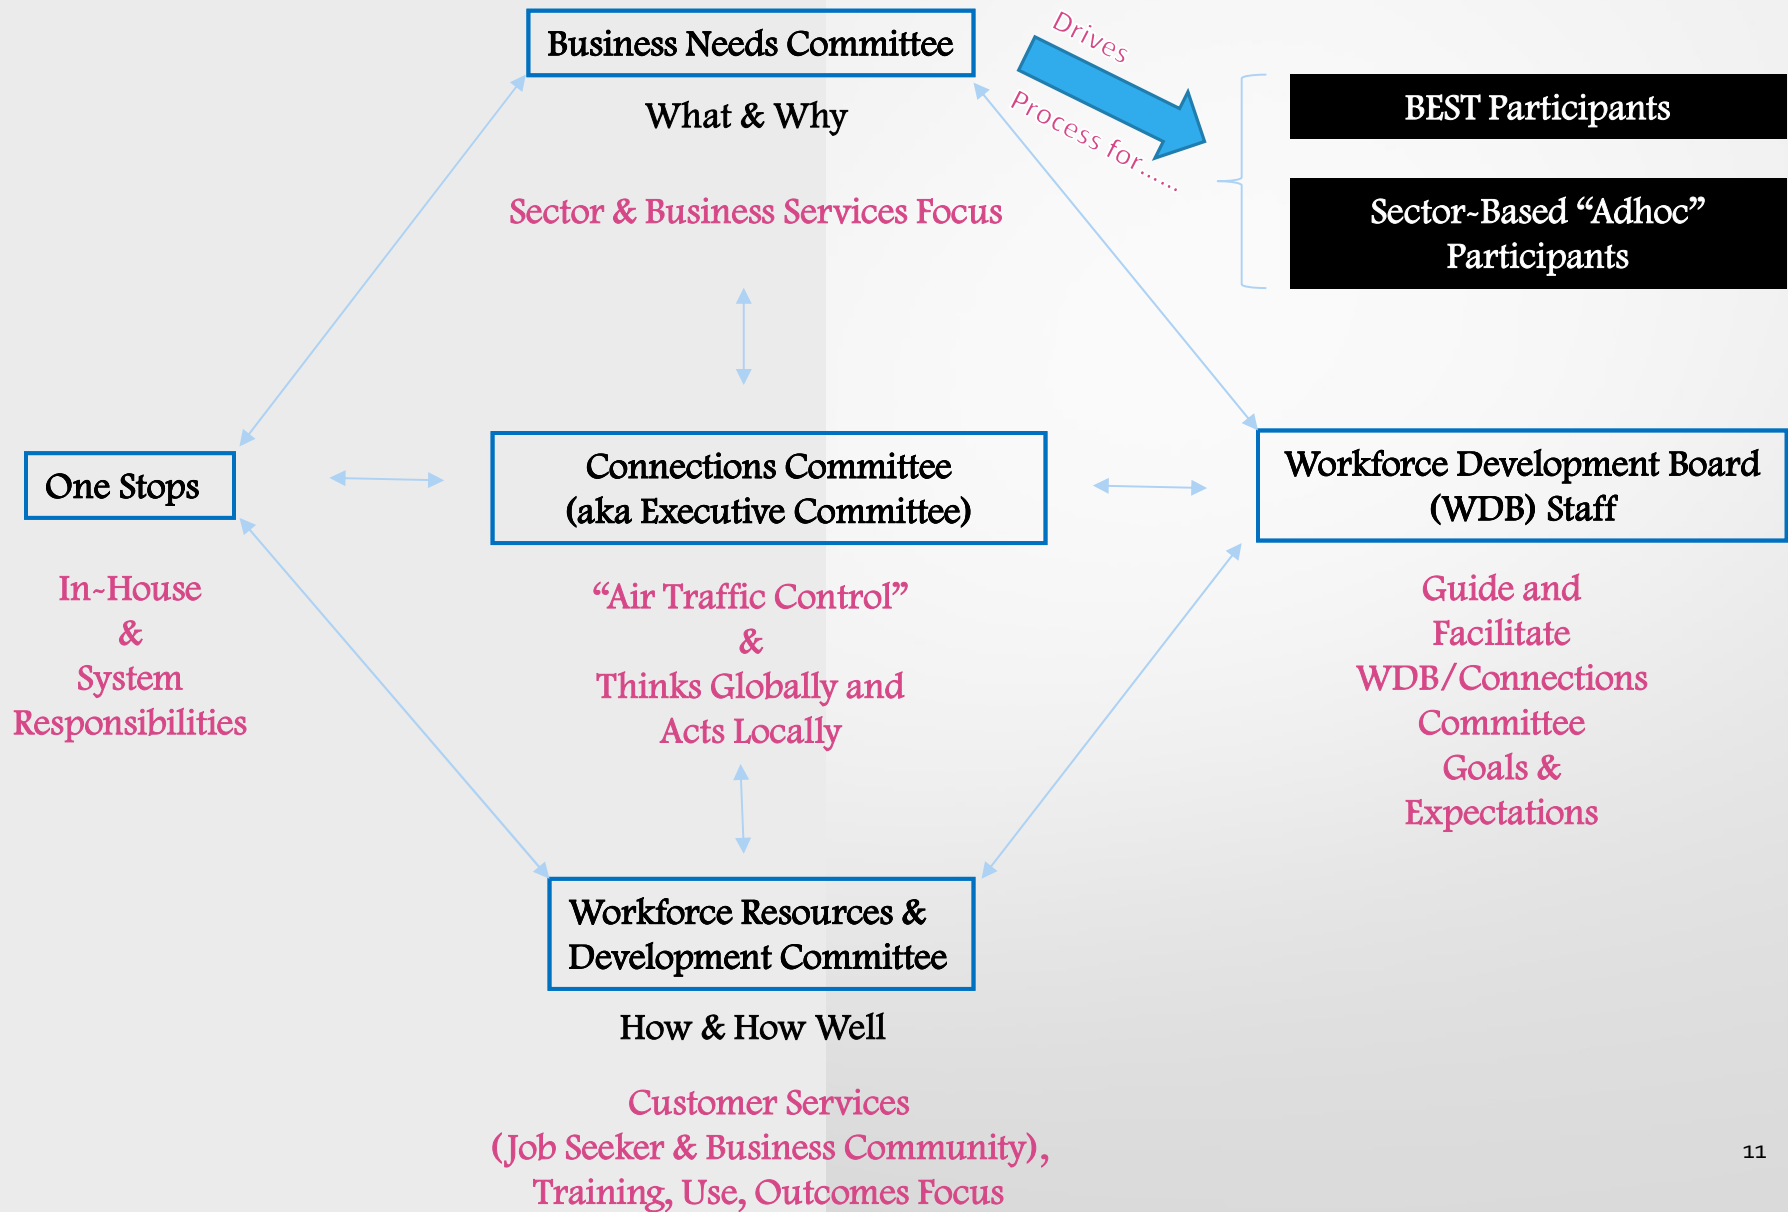 Business Needs Committee
What & Why
Sector & Business Services Focus
Drives
Process for......
BEST Participants
Sector-Based “Adhoc”
Participants
One Stops
In-House
&
System
Responsibilities
Connections Committee
(aka Executive Committee)
“Air Traffic Control”
&
Thinks Globally and
Acts Locally
Workforce Development Board
(WDB) Staff
Guide and
Facilitate
WDB/Connections
Committee
Goals &
Expectations
Workforce Resources &
Development Committee
How & How Well
Customer Services
(Job Seeker & Business Community),
Training, Use, Outcomes Focus
11